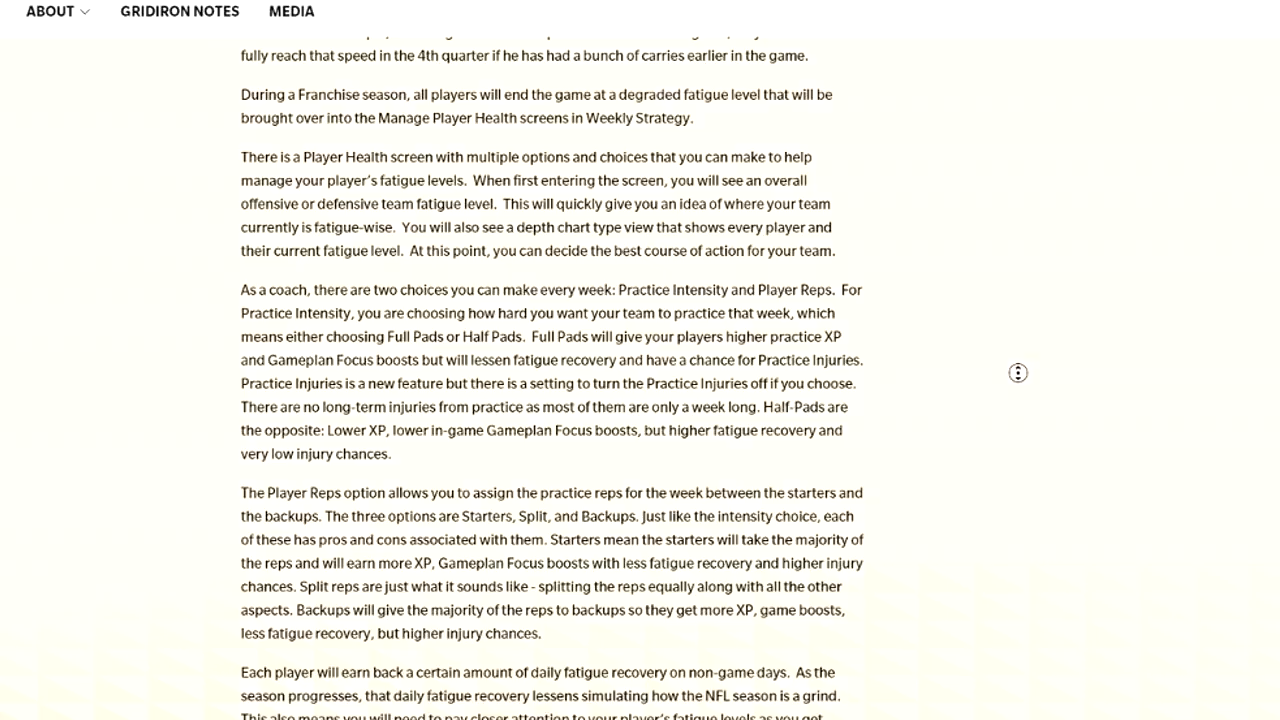 ABOUT GRIDIRON NOTES MEDIA
fully reach that speed in the 4th quarter if he has had a bunch of carries earlier in the game.
During a Franchise season, all players will end the game at a degraded fatigue level that will be
brought over into the Manage Player Health screens in Weekly Strategy.
There is a Player Health screen with multiple options and choices that you can make to help
manage your player’s fatigue levels.  When first entering the screen, you will see an overall
offensive or defensive team fatigue level.  This will quickly give you an idea of where your team
currently is fatigue-wise.  You will also see a depth chart type view that shows every player and
their current fatigue level.  At this point, you can decide the best course of action for your team.
As a coach, there are two choices you can make every week: Practice Intensity and Player Reps.  For
Practice Intensity, you are choosing how hard you want your team to practice that week, which
means either choosing Full Pads or Half Pads.  Full Pads will give your players higher practice XP
and Gameplan Focus boosts but will lessen fatigue recovery and have a chance for Practice Injuries.
Practice Injuries is a new feature but there is a setting to turn the Practice Injuries off if you choose.
There are no long-term injuries from practice as most of them are only a week long. Half-Pads are
the opposite: Lower XP, lower in-game Gameplan Focus boosts, but higher fatigue recovery and
very low injury chances.
The Player Reps option allows you to assign the practice reps for the week between the starters and
the backups. The three options are Starters, Split, and Backups. Just like the intensity choice, each
of these has pros and cons associated with them. Starters mean the starters will take the majority of
the reps and will earn more XP, Gameplan Focus boosts with less fatigue recovery and higher injury
chances. Split reps are just what it sounds like - splitting the reps equally along with all the other
aspects. Backups will give the majority of the reps to backups so they get more XP, game boosts,
less fatigue recovery, but higher injury chances.
Each player will earn back a certain amount of daily fatigue recovery on non-game days.  As the
season progresses, that daily fatigue recovery lessens simulating how the NFL season is a grind.
This also means you will need to pay closer attention to your player’s fatigue levels as you get